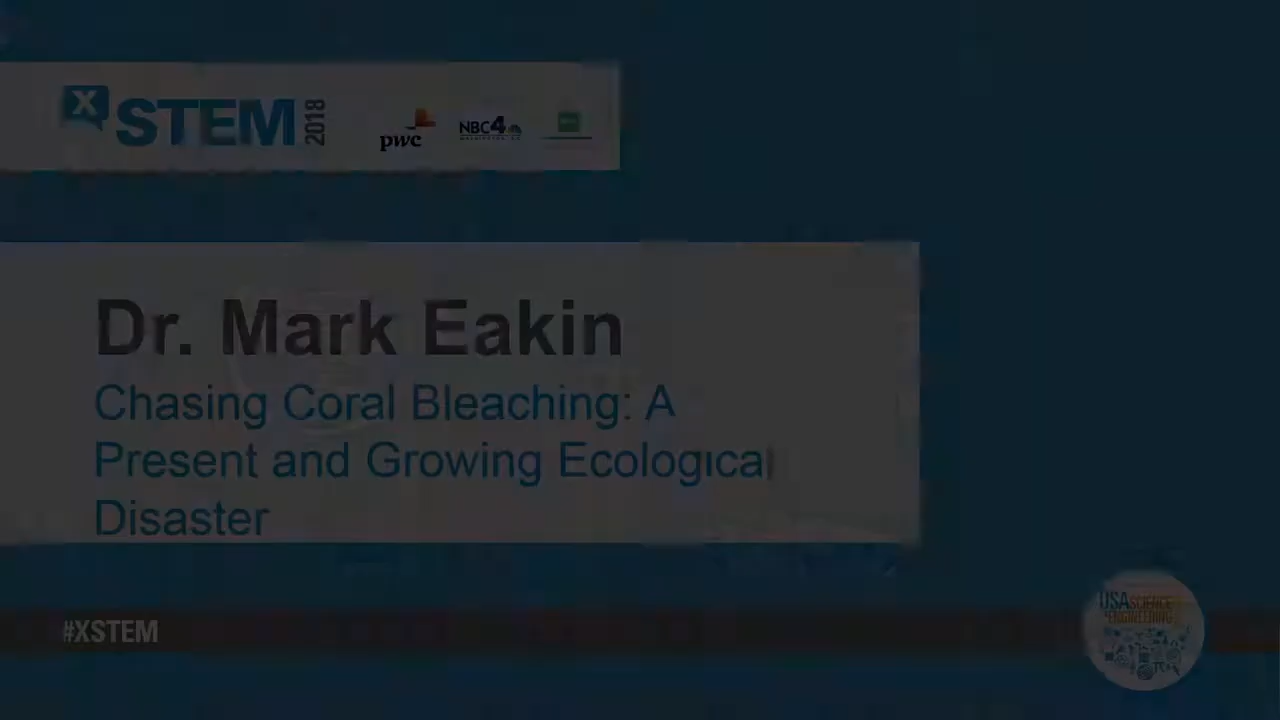 X STEM 2018
pwc
NBC4
Dr. Mark Eakin
Chasing Coral Bleaching: A
Present and Growing Ecological
Disaster
#XSTEM
USA SCIENCE
ENGINEERING